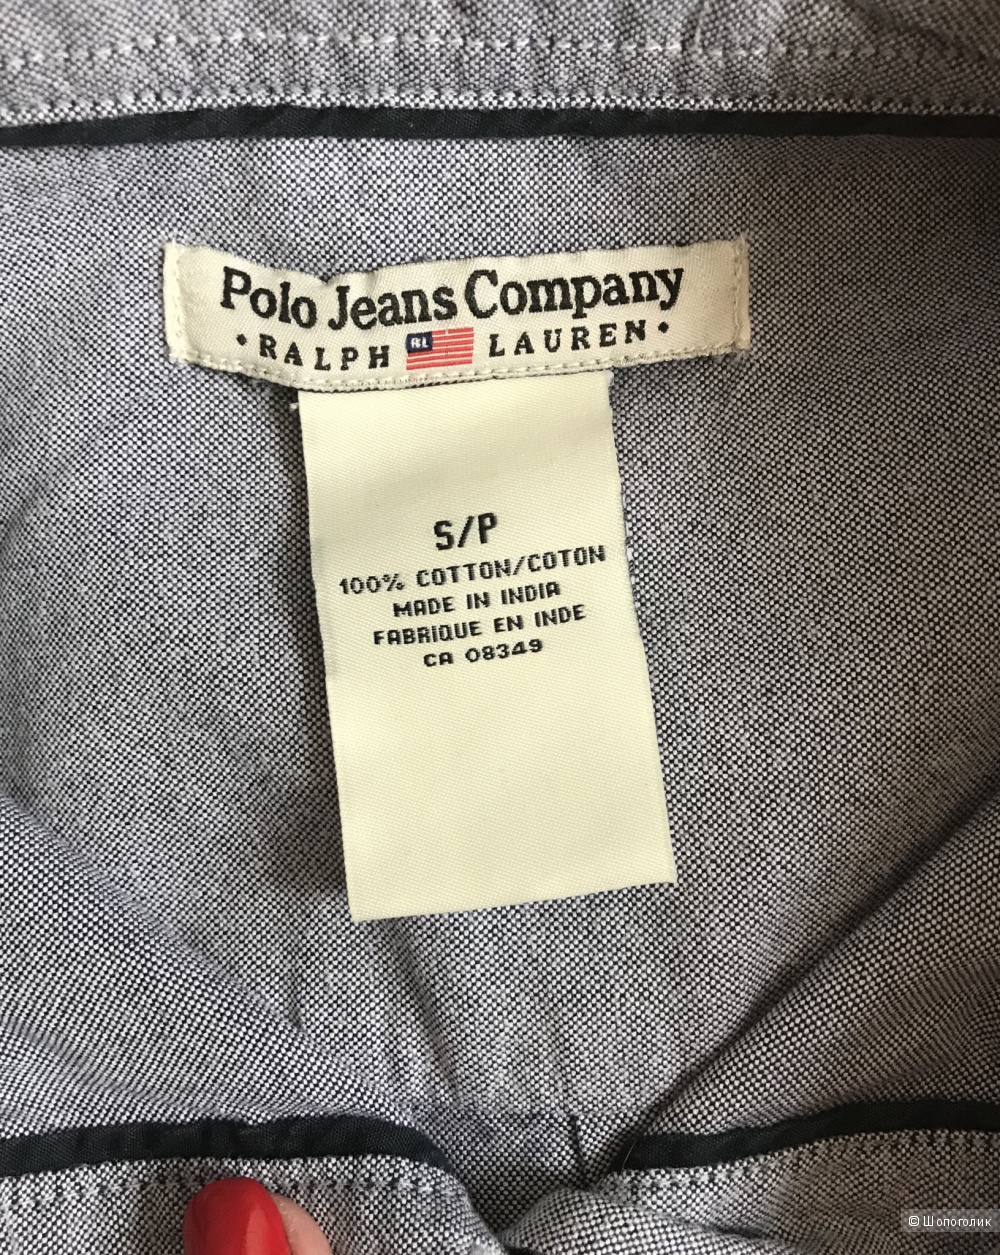 Polo Jeans Company
• RALPH RL LAUREN •
S/P
100% COTTON/COTON
MADE IN INDIA
FABRIQUE EN INDE
CA 08349
© Шопоголик